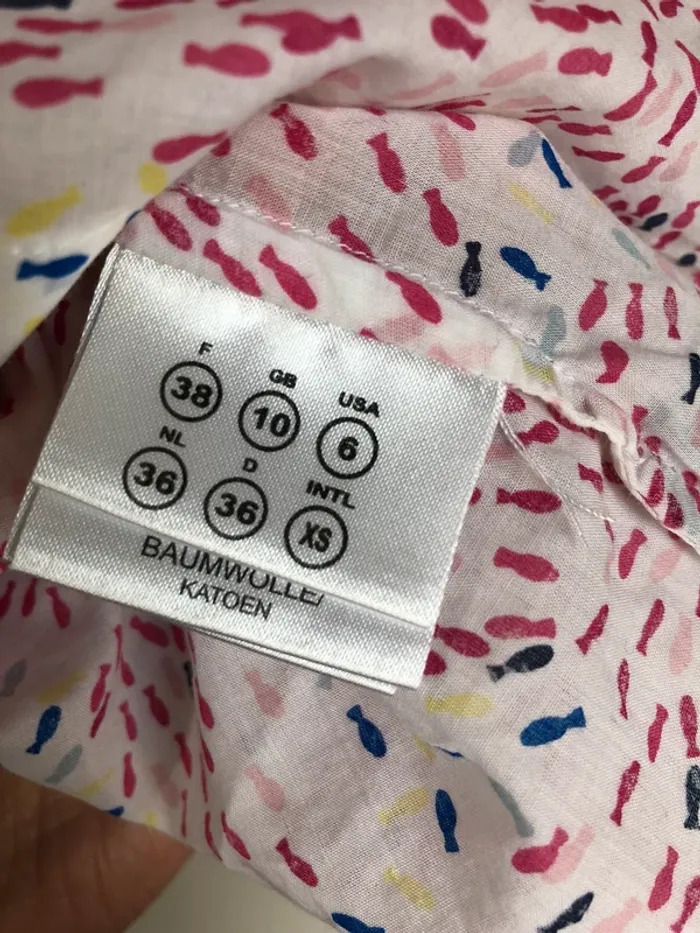 F GB USA
38 10 6
NL D INTL
36 36 XS
BAUMWOLLE/
KATOEN